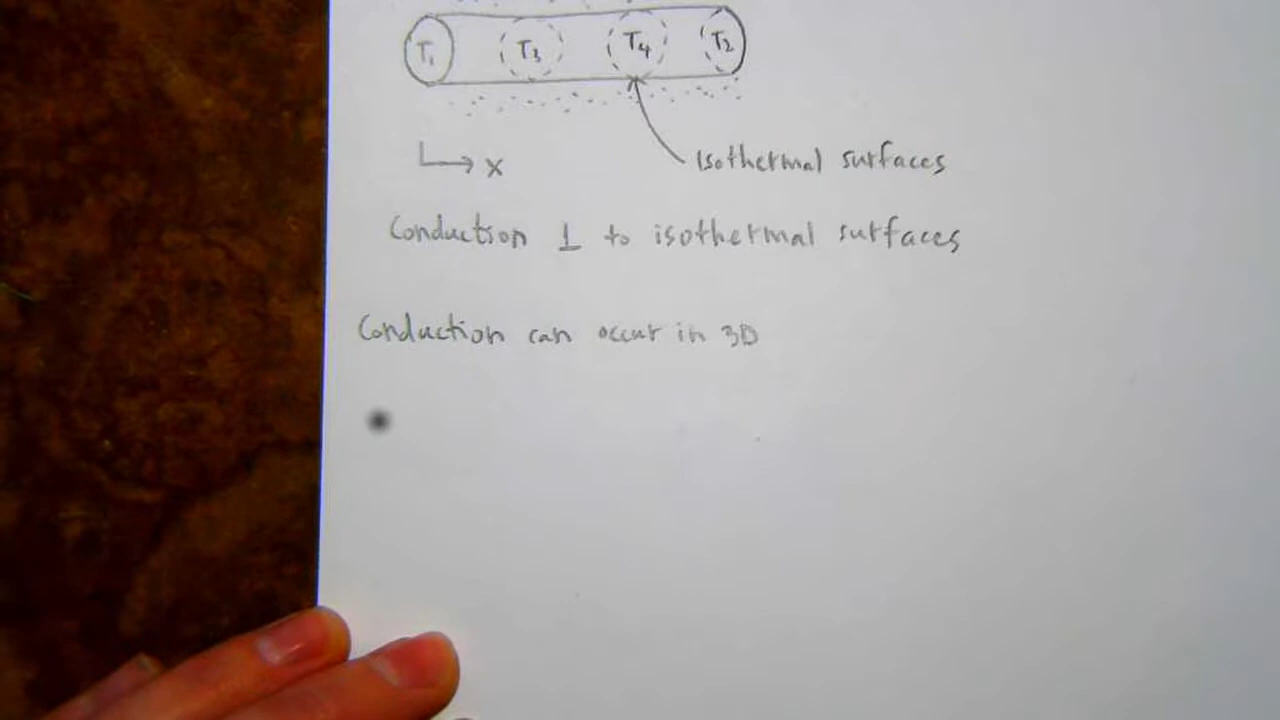 T₁ T₃ T₄ T₂
Isothermal surfaces
x
Conduction ⊥ to isothermal surfaces
Conduction can occur in 3D